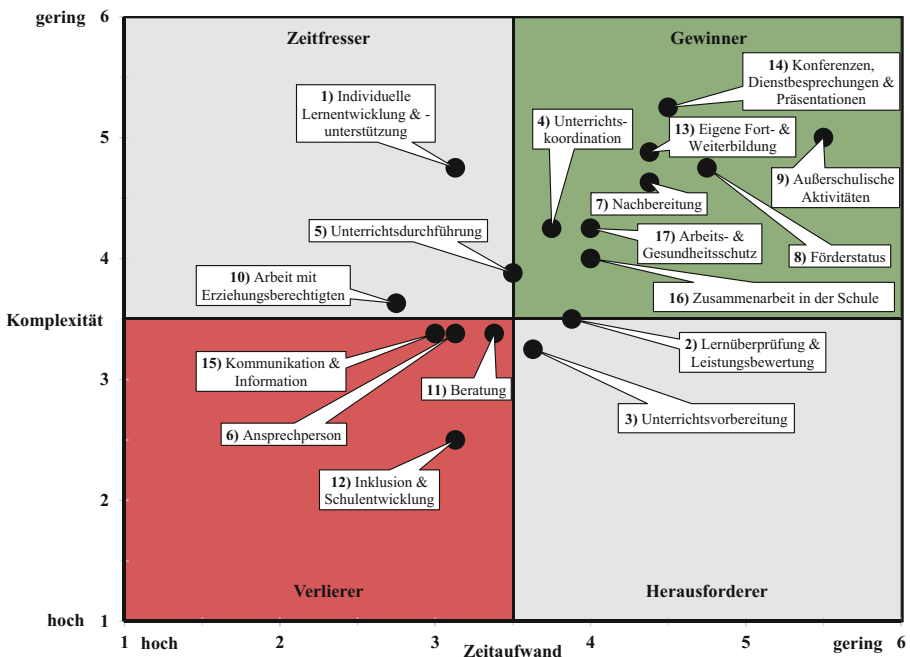 gering
6
Zeitfresser
Gewinner
14) Konferenzen,
Dienstbesprechungen &
Präsentationen
1) Individuelle
Lernentwicklung & -
unterstützung
4) Unterrichts-
koordination
13) Eigene Fort- &
Weiterbildung
5
9) Außerschulische
Aktivitäten
7) Nachbereitung
5) Unterrichtsdurchführung
17) Arbeits- &
Gesundheitsschutz
8) Förderstatus
4
10) Arbeit mit
Erziehungsberechtigten
16) Zusammenarbeit in der Schule
Komplexität
2) Lernüberprüfung &
Leistungsbewertung
15) Kommunikation &
Information
11) Beratung
3
3) Unterrichtsvorbereitung
6) Ansprechperson
12) Inklusion &
Schulentwicklung
2
Verlierer
Herausforderer
hoch 1
1 hoch 2 3 Zeitaufwand 4 5 gering 6